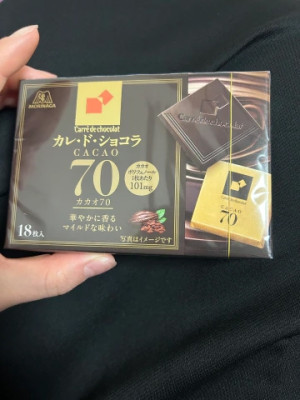 MORINAGA
Carré de chocolat
カレ・ド・ショコラ
CACAO
70
カカオ70
華やかに香る
マイルドな味わい
カカオ
ポリフェノール
1枚あたり
101mg
18枚入
写真はイメージです
Carré de chocolat
70